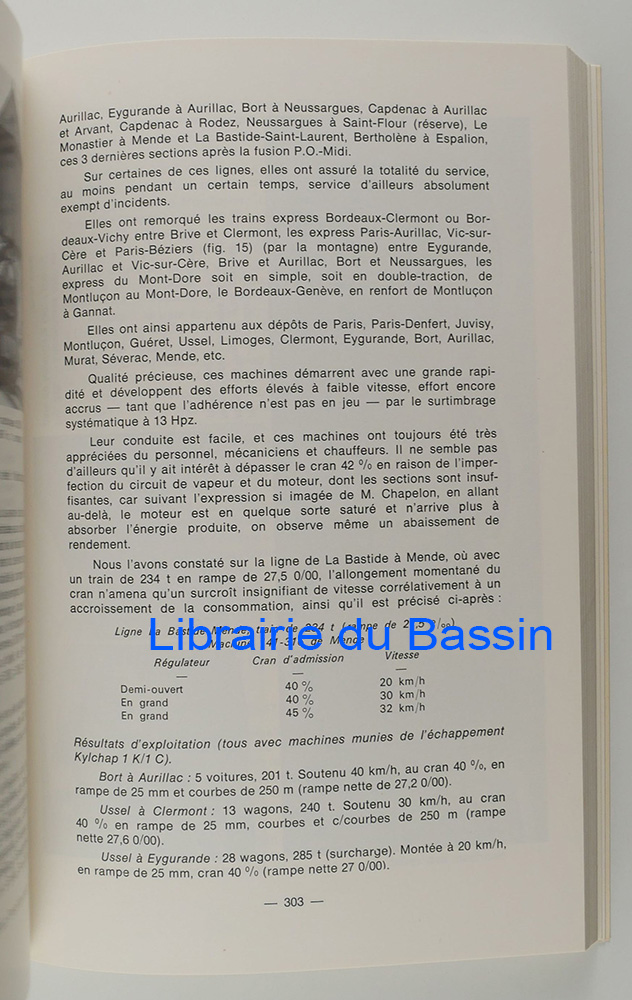 Aurillac, Eygurande à Aurillac, Bort à Neussargues, Capdenac à Aurillac
et Arvant, Capdenac à Rodez, Neussargues à Saint-Flour (réserve), Le
Monastier à Mende et La Bastide-Saint-Laurent, Bertholène à Espalion,
ces 3 dernières sections après la fusion P.O.-Midi.
Sur certaines de ces lignes, elles ont assuré la totalité du service,
au moins pendant un certain temps, service d'ailleurs absolument
exempt d'incidents.
Elles ont remorqué les trains express Bordeaux-Clermont ou Bor-
deaux-Vichy entre Brive et Clermont, les express Paris-Aurillac, Vic-sur-
Cère et Paris-Béziers (fig. 15) (par la montagne) entre Eygurande,
Aurillac et Vic-sur-Cère, Brive et Aurillac, Bort et Neussargues, les
express du Mont-Dore soit en simple, soit en double-traction, de
Montluçon au Mont-Dore, le Bordeaux-Genève, en renfort de Montluçon
à Gannat.
Elles ont ainsi appartenu aux dépôts de Paris, Paris-Denfert, Juvisy,
Montluçon, Guéret, Ussel, Limoges, Clermont, Eygurande, Bort, Aurillac,
Murat, Séverac, Mende, etc.
Qualité précieuse, ces machines démarrent avec une grande rapi-
dité et développent des efforts élevés à faible vitesse, effort encore
accrus — tant que l'adhérence n'est pas en jeu — par le surtimbrage
systématique à 13 Hpz.
Leur conduite est facile, et ces machines ont toujours été très
appréciées du personnel, mécaniciens et chauffeurs. Il ne semble pas
d'ailleurs qu'il y ait intérêt à dépasser le cran 42 % en raison de l'imper-
fection du circuit de vapeur et du moteur, dont les sections sont insuf-
fisantes, car suivant l'expression si imagée de M. Chapelon, en allant
au-delà, le moteur est en quelque sorte saturé et n'arrive plus à
absorber l'énergie produite, on observe même un abaissement de
rendement.
Nous l'avons constaté sur la ligne de La Bastide à Mende, où avec
un train de 234 t en rampe de 27,5 0/00, l'allongement momentané du
cran n'amena qu'un surcroît insignifiant de vitesse corrélativement à un
accroissement de la consommation, ainsi qu'il est précisé ci-après :
Ligne La Bastide-Mende, train de 234 t (rampe de 27,5 0/00)
Librairie du Bassin
de Mende
Régulateur Cran d'admission Vitesse
— — —
Demi-ouvert 40 % 20 km/h
En grand 40 % 30 km/h
En grand 45 % 32 km/h
Résultats d'exploitation (tous avec machines munies de l'échappement
Kylchap 1 K/1 C).
Bort à Aurillac : 5 voitures, 201 t. Soutenu 40 km/h, au cran 40 %, en
rampe de 25 mm et courbes de 250 m (rampe nette de 27,2 0/00).
Ussel à Clermont : 13 wagons, 240 t. Soutenu 30 km/h, au cran
40 % en rampe de 25 mm, courbes et c/courbes de 250 m (rampe
nette 27,6 0/00).
Ussel à Eygurande : 28 wagons, 285 t (surcharge). Montée à 20 km/h,
en rampe de 25 mm, cran 40 % (rampe nette 27 0/00).
— 303 —